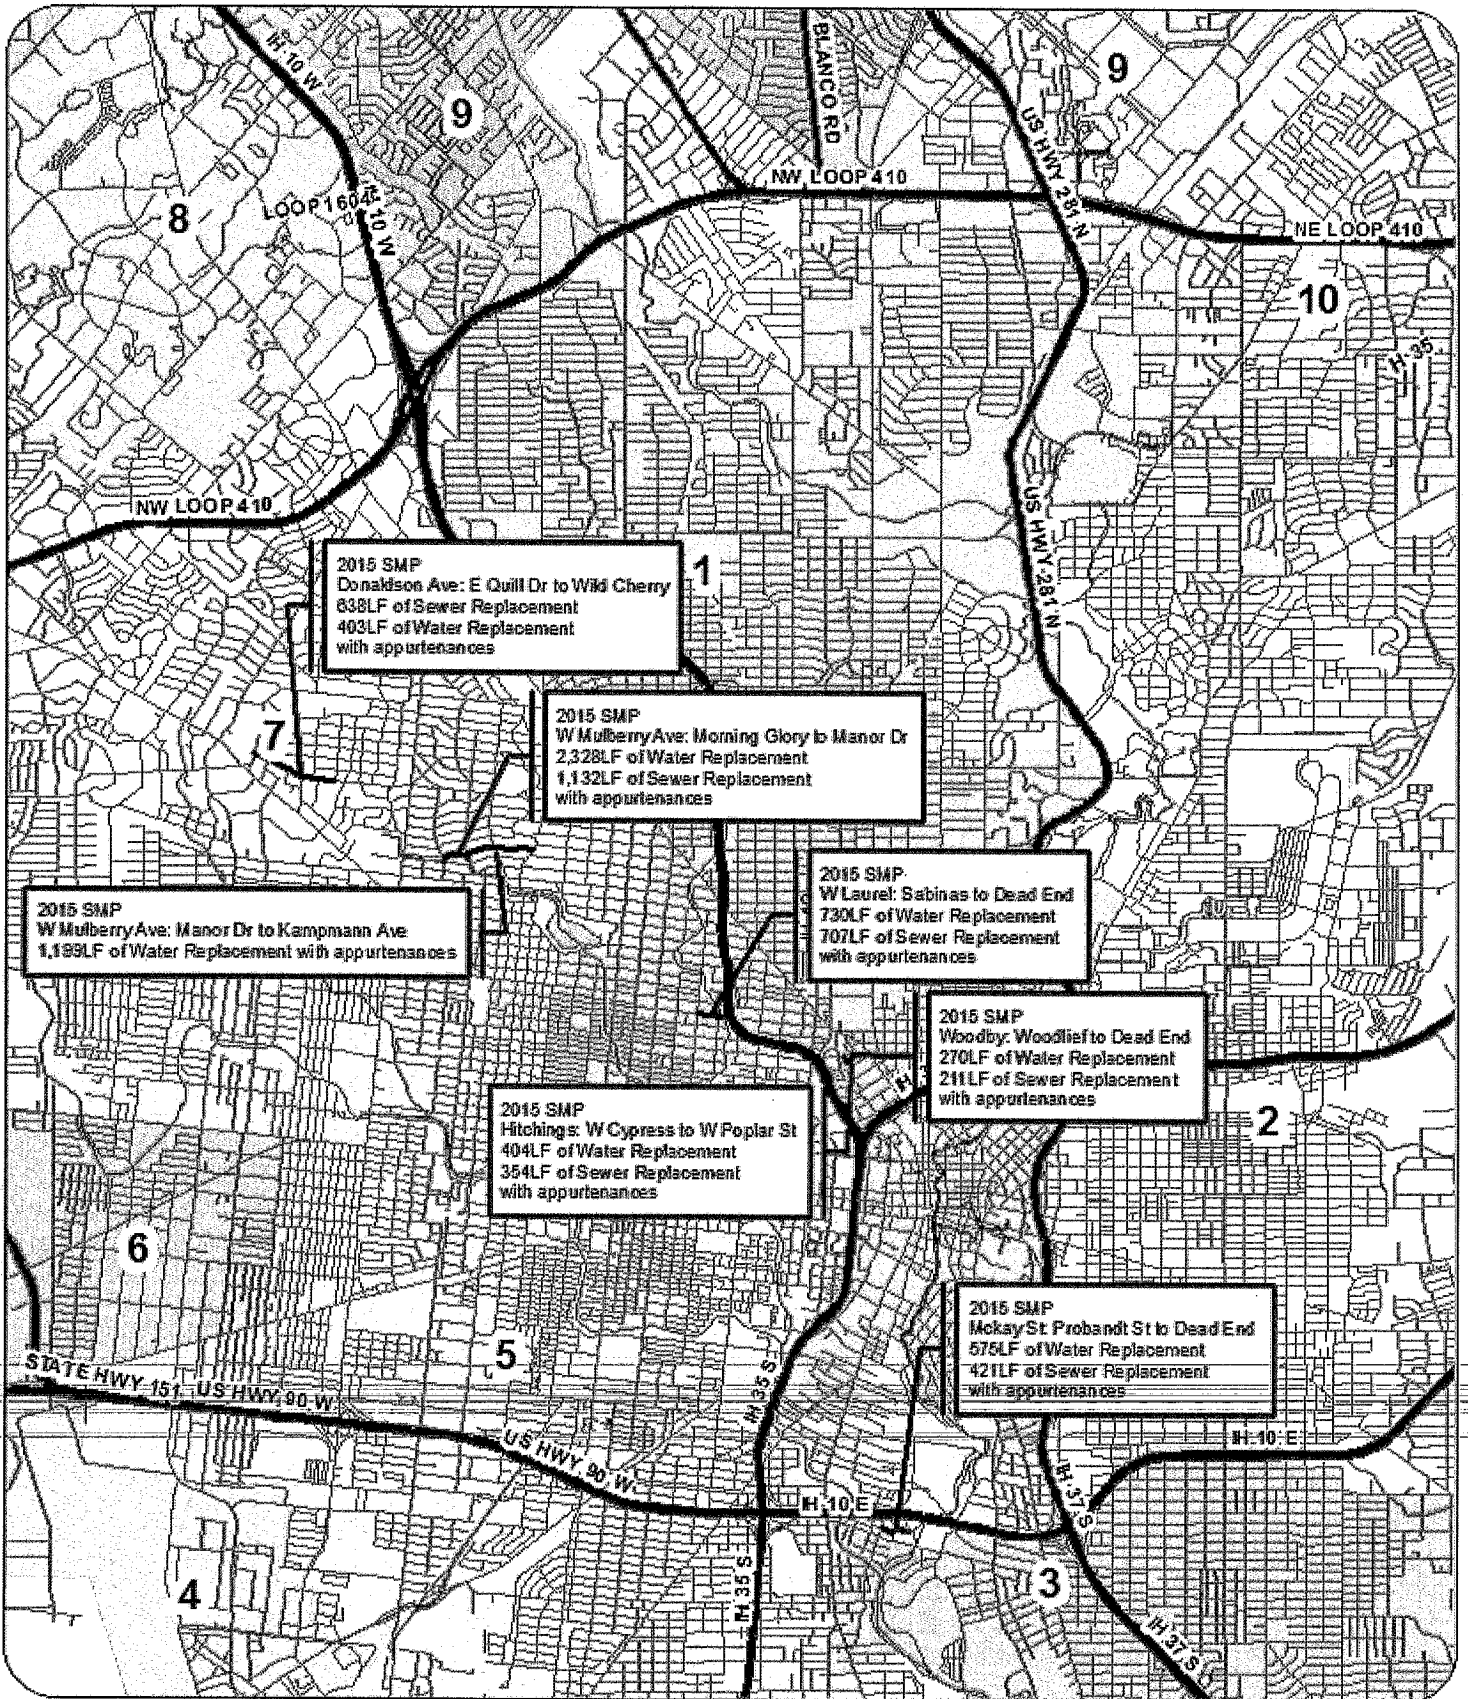 IH 10 W
9
BLANCO RD
9
US HWY 281 N
NW LOOP 410
8
LOOP 1604
IH 10 W
NE LOOP 410
10
IH 35
NW LOOP 410
US HWY 281 N
2015 SMP
Donaldson Ave: E Quill Dr to Wild Cherry
638LF of Sewer Replacement
403LF of Water Replacement
with appurtenances
1
7
2015 SMP
W Mulberry Ave: Morning Glory to Manor Dr
2,328LF of Water Replacement
1,132LF of Sewer Replacement
with appurtenances
2015 SMP
W Laurel: Sabinas to Dead End
730LF of Water Replacement
707LF of Sewer Replacement
with appurtenances
2015 SMP
W Mulberry Ave: Manor Dr to Kampmann Ave
1,199LF of Water Replacement with appurtenances
2015 SMP
Woodby: Woodlief to Dead End
270LF of Water Replacement
211LF of Sewer Replacement
with appurtenances
2015 SMP
Hitchings: W Cypress to W Poplar St
404LF of Water Replacement
354LF of Sewer Replacement
with appurtenances
2
6
2015 SMP
Mckay St: Probandt St to Dead End
575LF of Water Replacement
421LF of Sewer Replacement
with appurtenances
5
STATE HWY 151
US HWY 90 W
IH 35 S
US HWY 90 W
IH 10 E
IH 10 E
IH 37 S
4
IH 35 S
3
IH 37 S